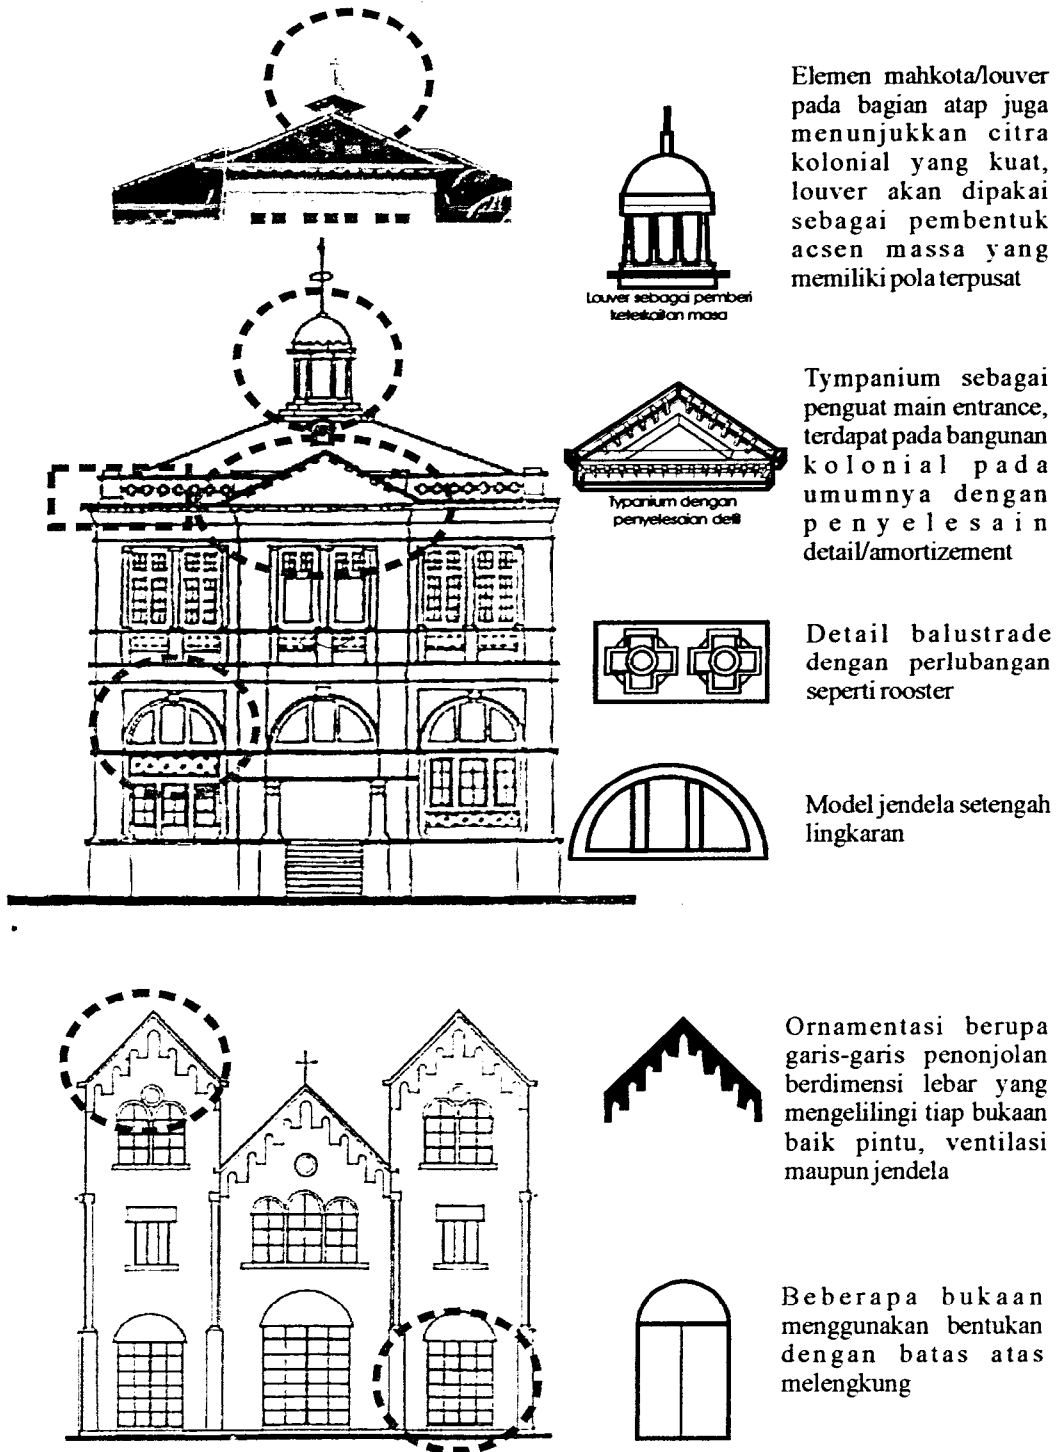 Elemen mahkota/louver
pada bagian atap juga
menunjukkan citra
kolonial yang kuat,
louver akan dipakai
sebagai pembentuk
acsen massa yang
memiliki pola terpusat
Louver sebagai pemberi
keterkaitan masa
Tympanium sebagai
penguat main entrance,
terdapat pada bangunan
kolonial pada
umumnya dengan
penyelesain
detail/amortizement
Typanium dengan
penyelesaian detil
Detail balustrade
dengan perlubangan
seperti rooster
Model jendela setengah
lingkaran
Ornamentasi berupa
garis-garis penonjolan
berdimensi lebar yang
mengelilingi tiap bukaan
baik pintu, ventilasi
maupun jendela
Beberapa bukaan
menggunakan bentukan
dengan batas atas
melengkung